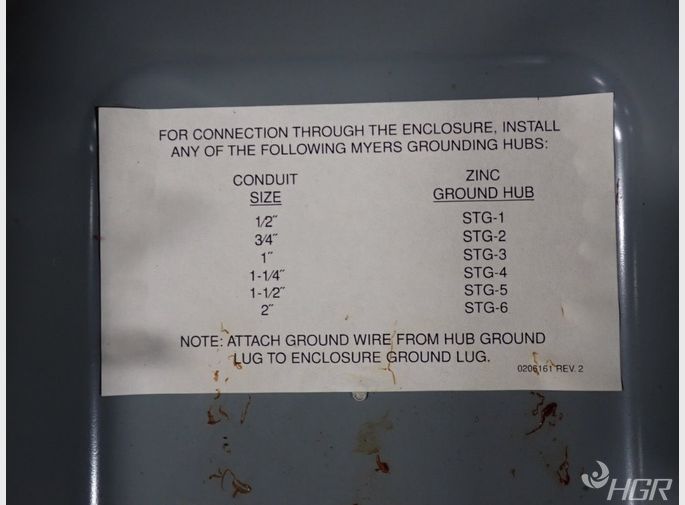 FOR CONNECTION THROUGH THE ENCLOSURE, INSTALL
ANY OF THE FOLLOWING MYERS GROUNDING HUBS:
CONDUIT ZINC
SIZE GROUND HUB
1/2" STG-1
3/4" STG-2
1" STG-3
1-1/4" STG-4
1-1/2" STG-5
2" STG-6
NOTE: ATTACH GROUND WIRE FROM HUB GROUND
LUG TO ENCLOSURE GROUND LUG.
0206161 REV. 2
HGR